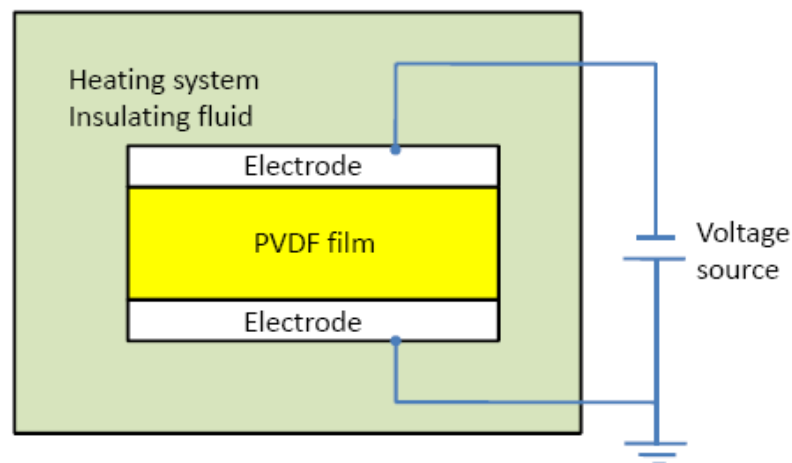 Heating system
Insulating fluid
Electrode
PVDF film
Electrode
Voltage
source